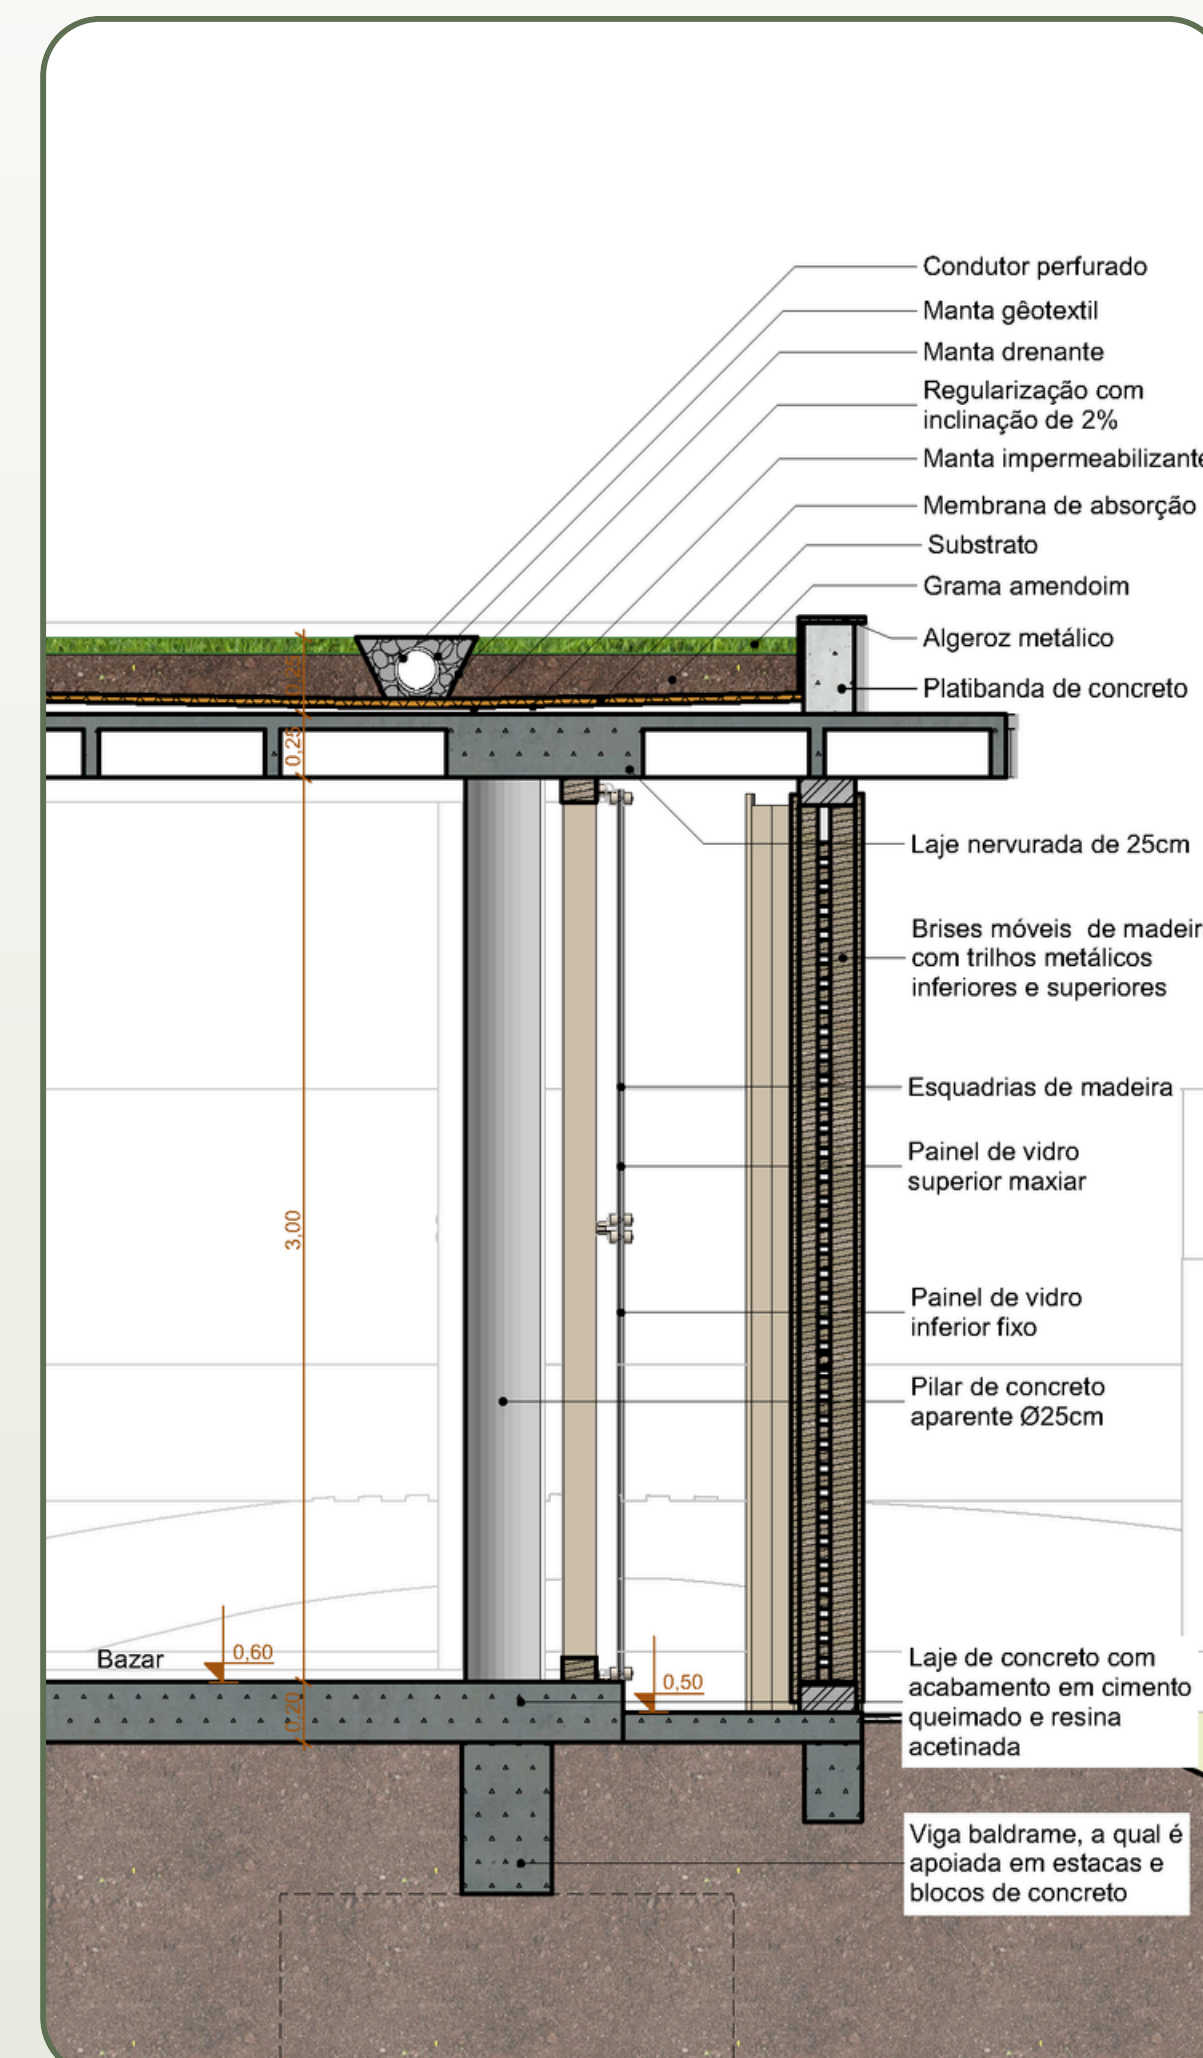 Condutor perfurado
Manta gêotextil
Manta drenante
Regularização com
inclinação de 2%
Manta impermeabilizante
Membrana de absorção
Substrato
Grama amendoim
Algeroz metálico
Platibanda de concreto
0,25
0,25
Laje nervurada de 25cm
Brises móveis de madeir
com trilhos metálicos
inferiores e superiores
Esquadrias de madeira
Painel de vidro
superior maxiar
3,00
Painel de vidro
inferior fixo
Pilar de concreto
aparente Ø25cm
Bazar
0,60
0,50
0,20
Laje de concreto com
acabamento em cimento
queimado e resina
acetinada
Viga baldrame, a qual é
apoiada em estacas e
blocos de concreto